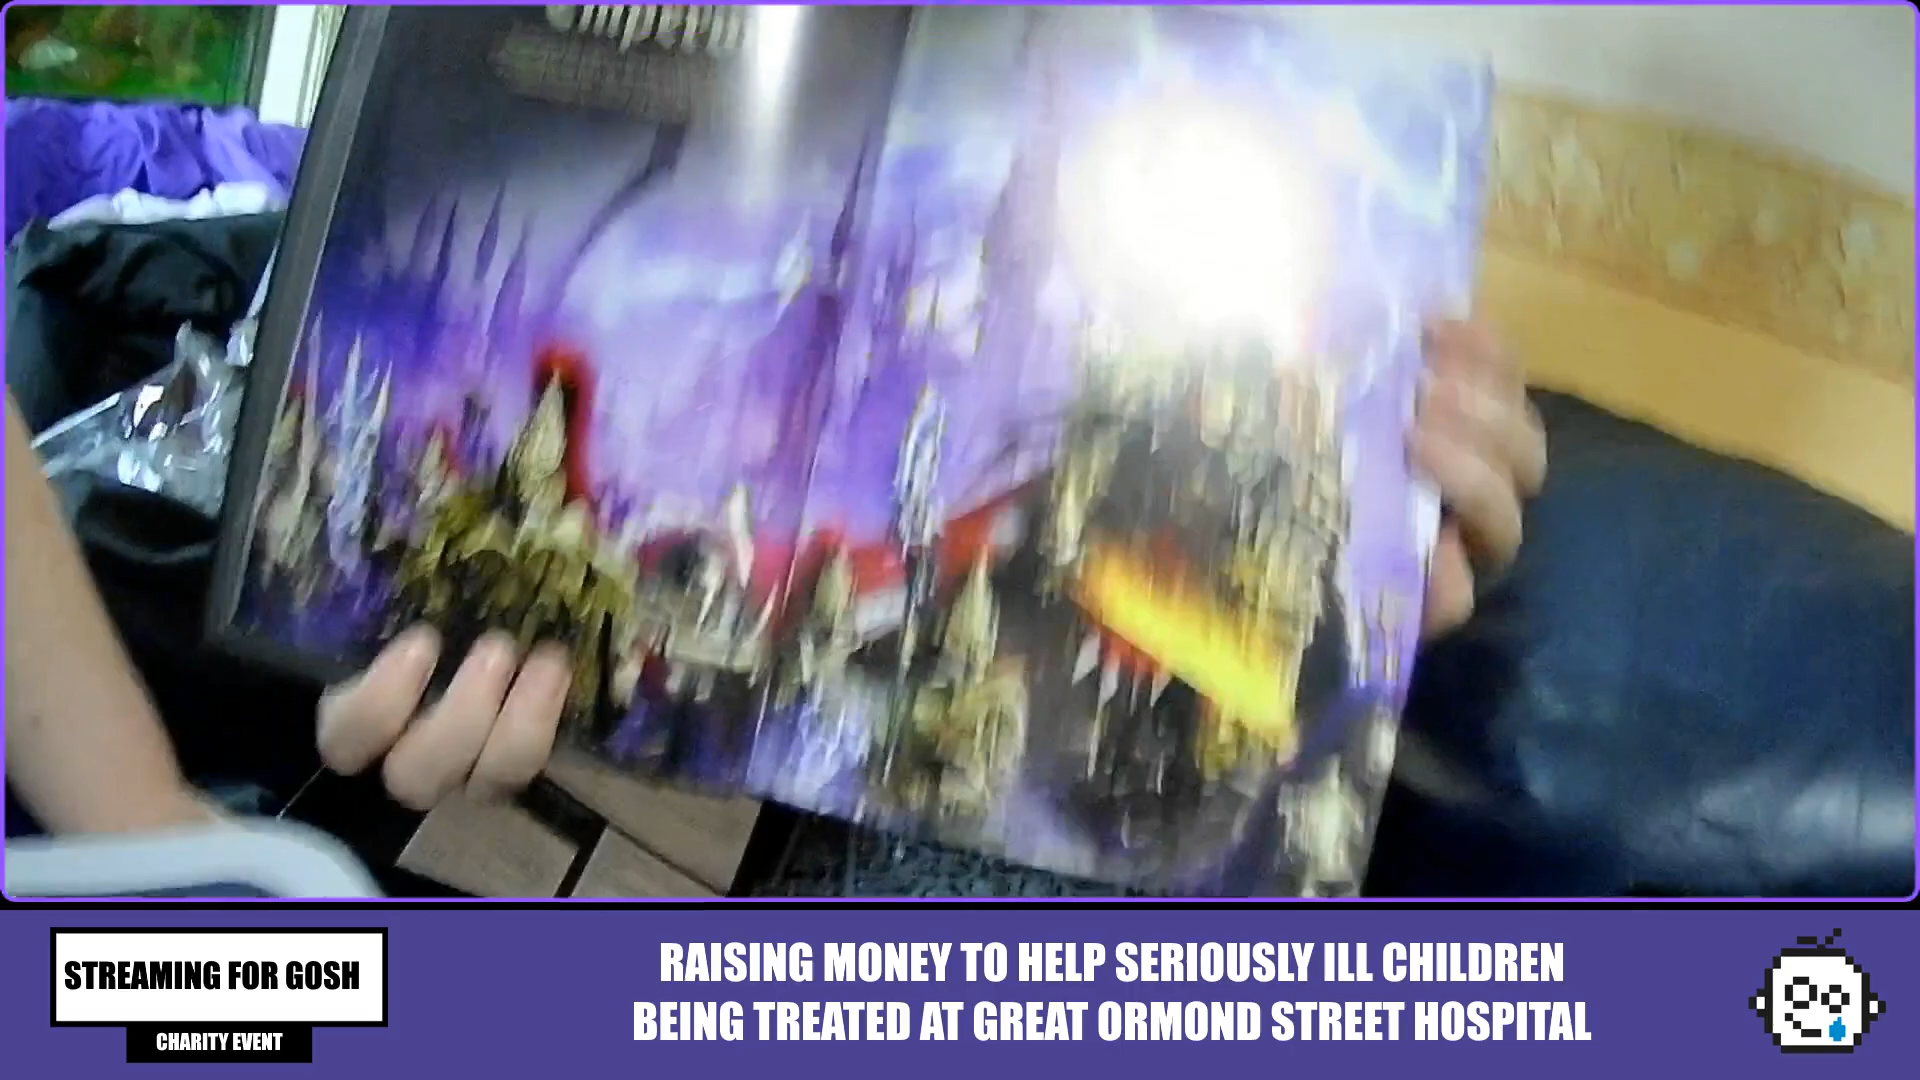 STREAMING FOR GOSH
CHARITY EVENT
RAISING MONEY TO HELP SERIOUSLY ILL CHILDREN
BEING TREATED AT GREAT ORMOND STREET HOSPITAL